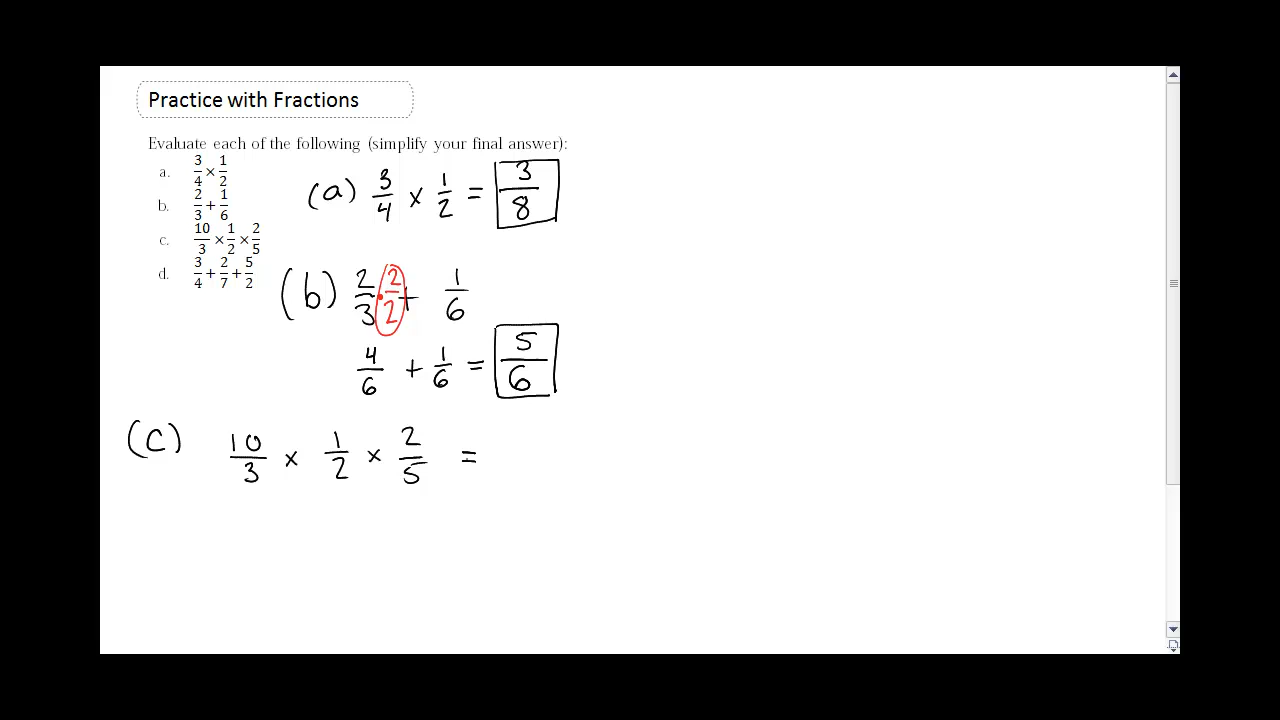 Practice with Fractions
Evaluate each of the following (simplify your final answer):
a. 3/4 × 1/2
b. 2/3 + 1/6
c. 10/3 × 1/2 × 2/5
d. 3/4 + 2/7 + 5/2
(a) 3/4 × 1/2 = 3/8
(b) 2/3 · 2/2 + 1/6
4/6 + 1/6 = 5/6
(C) 10/3 × 1/2 × 2/5 =